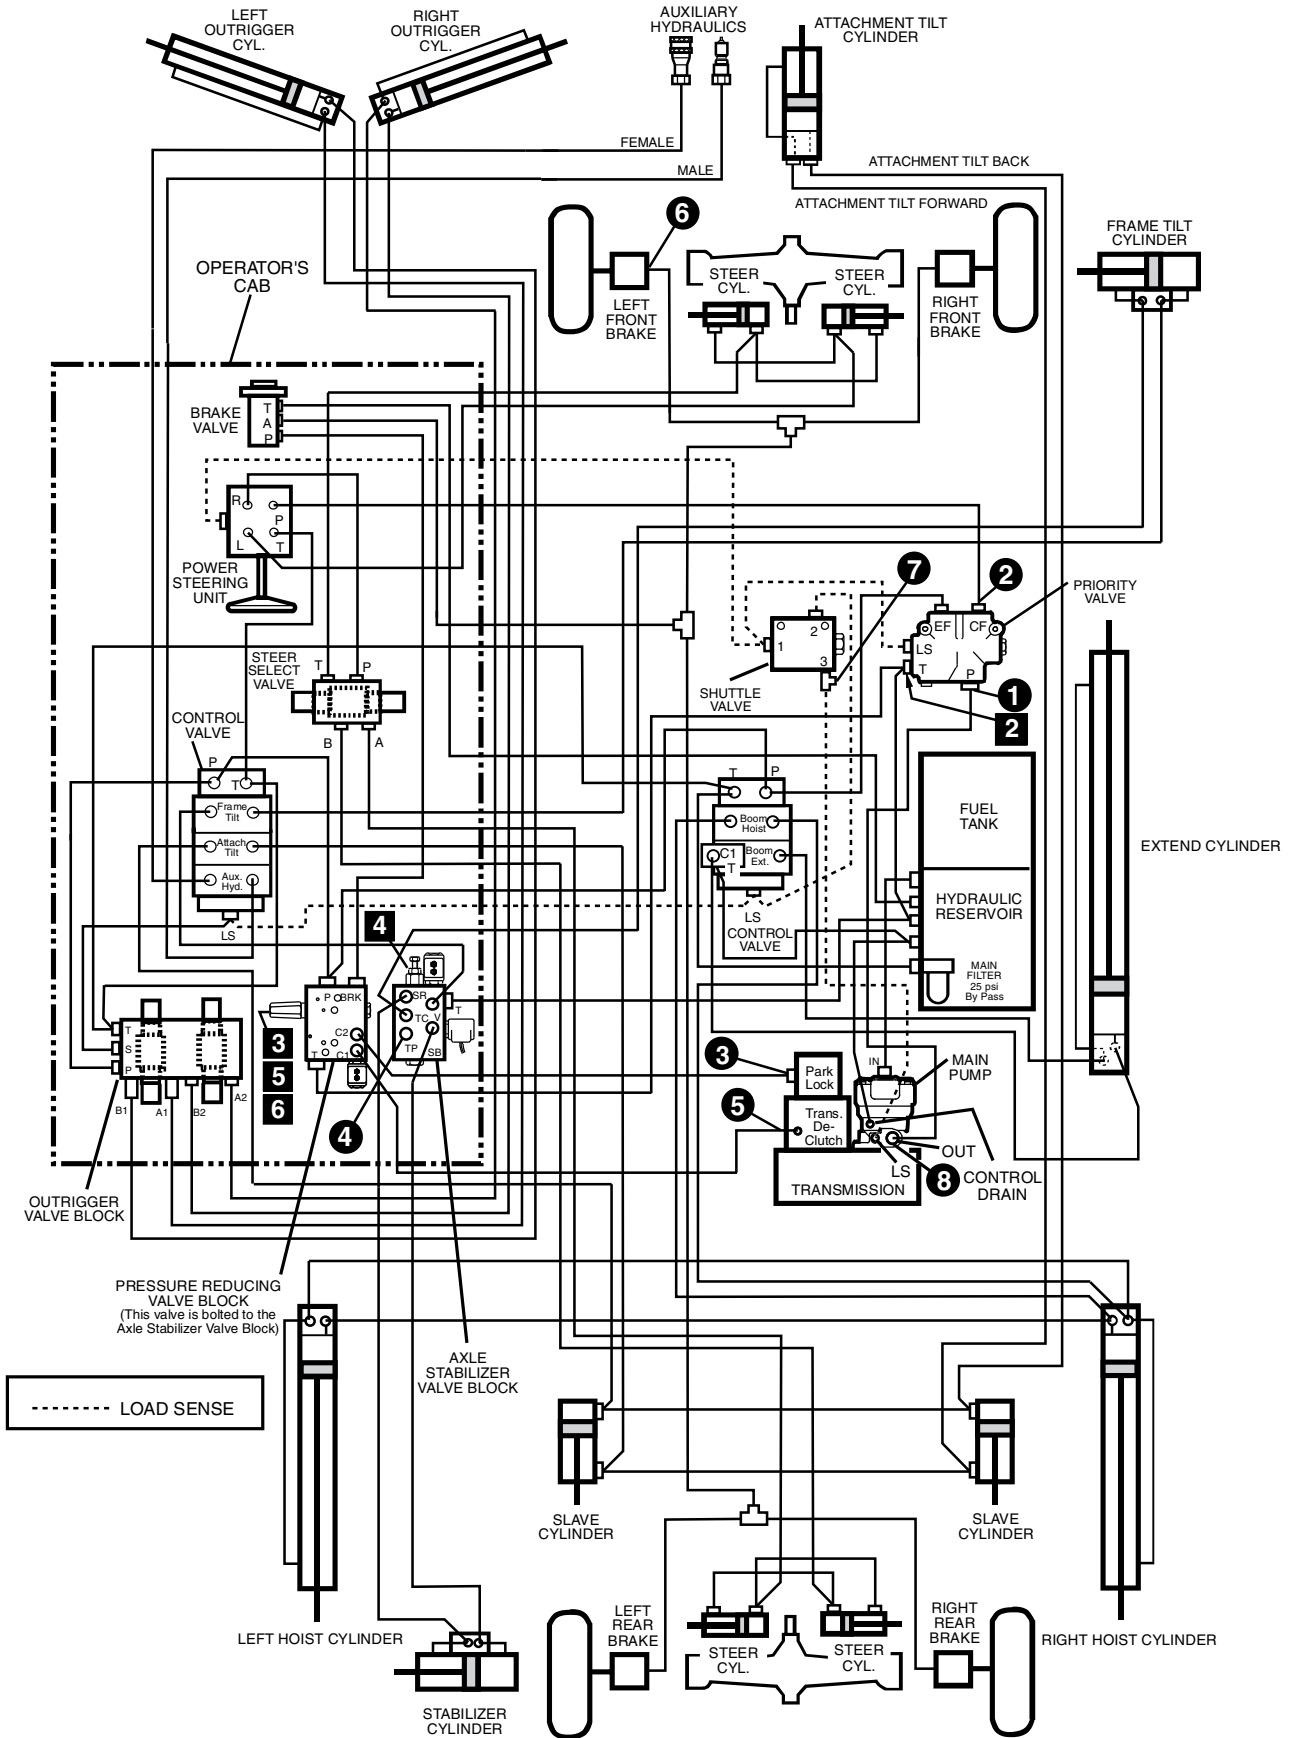 LEFT
OUTRIGGER
CYL.
RIGHT
OUTRIGGER
CYL.
AUXILIARY
HYDRAULICS
ATTACHMENT TILT
CYLINDER
FEMALE
MALE
ATTACHMENT TILT BACK
ATTACHMENT TILT FORWARD
6
FRAME TILT
CYLINDER
OPERATOR'S
CAB
STEER
CYL.
STEER
CYL.
LEFT
FRONT
BRAKE
RIGHT
FRONT
BRAKE
BRAKE
VALVE
T
A
P
R
P
L
T
POWER
STEERING
UNIT
7
2
PRIORITY
VALVE
EF
CF
LS
T
P
1
2
3
SHUTTLE
VALVE
1
2
STEER
SELECT
VALVE
T
P
B
A
CONTROL
VALVE
P
T
Frame
Tilt
Attach
Tilt
Aux.
Hyd.
LS
T
P
Boom
Hoist
C1
T
Boom
Ext.
LS
CONTROL
VALVE
FUEL
TANK
HYDRAULIC
RESERVOIR
MAIN
FILTER
25 psi
By Pass
EXTEND CYLINDER
4
P
BRK
C2
C1
T
SR
TC
V
TP
SB
T
3
5
6
4
T
S
P
B1
A1
B2
A2
3
5
Park
Lock
Trans.
De-
Clutch
IN
MAIN
PUMP
OUT
LS
8
CONTROL
DRAIN
TRANSMISSION
OUTRIGGER
VALVE BLOCK
PRESSURE REDUCING
VALVE BLOCK
(This valve is bolted to the
Axle Stabilizer Valve Block)
AXLE
STABILIZER
VALVE BLOCK
LOAD SENSE
SLAVE
CYLINDER
SLAVE
CYLINDER
LEFT HOIST CYLINDER
RIGHT HOIST CYLINDER
LEFT
REAR
BRAKE
RIGHT
REAR
BRAKE
STEER
CYL.
STEER
CYL.
STABILIZER
CYLINDER